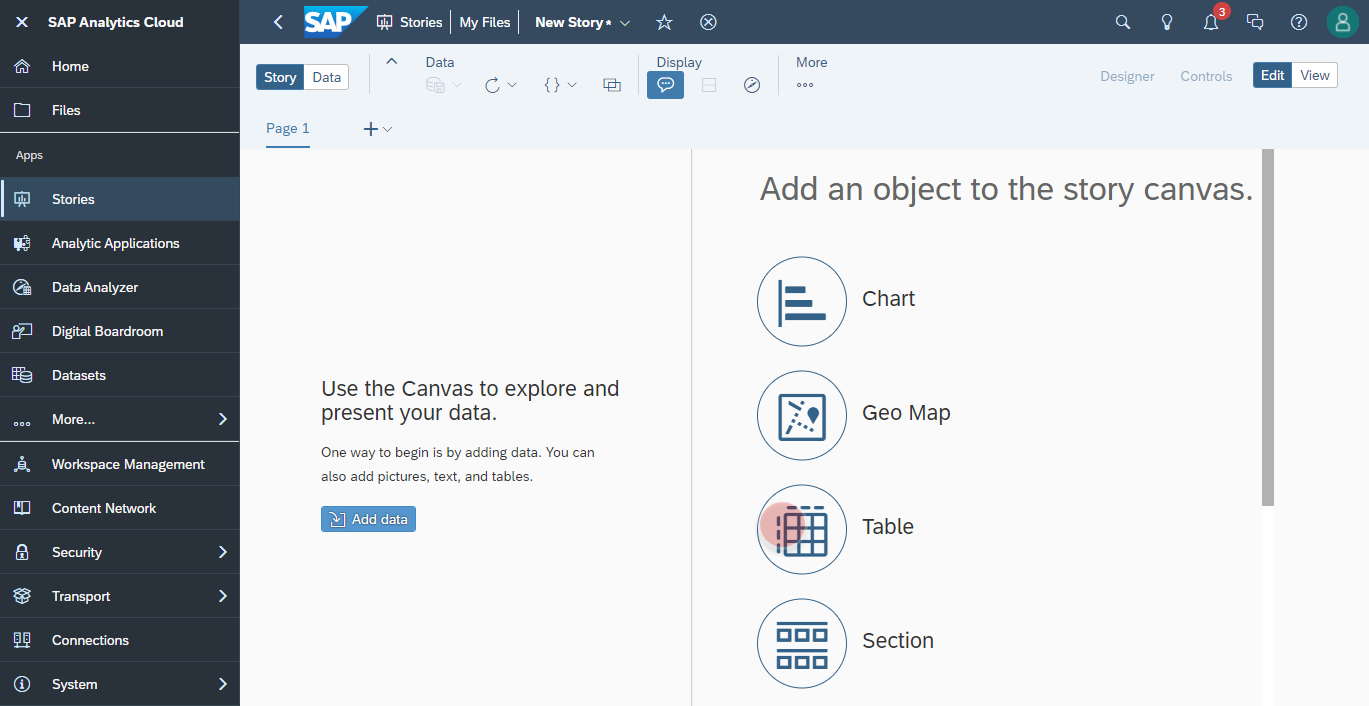 SAP Analytics Cloud
Home
Files
Apps
Stories
Analytic Applications
Data Analyzer
Digital Boardroom
Datasets
More...
Workspace Management
Content Network
Security
Transport
Connections
System
SAP Stories My Files New Story*
3
Story Data
Data
Display
More
Designer Controls Edit View
Page 1
Use the Canvas to explore and
present your data.
One way to begin is by adding data. You can
also add pictures, text, and tables.
Add data
Add an object to the story canvas.
Chart
Geo Map
Table
Section